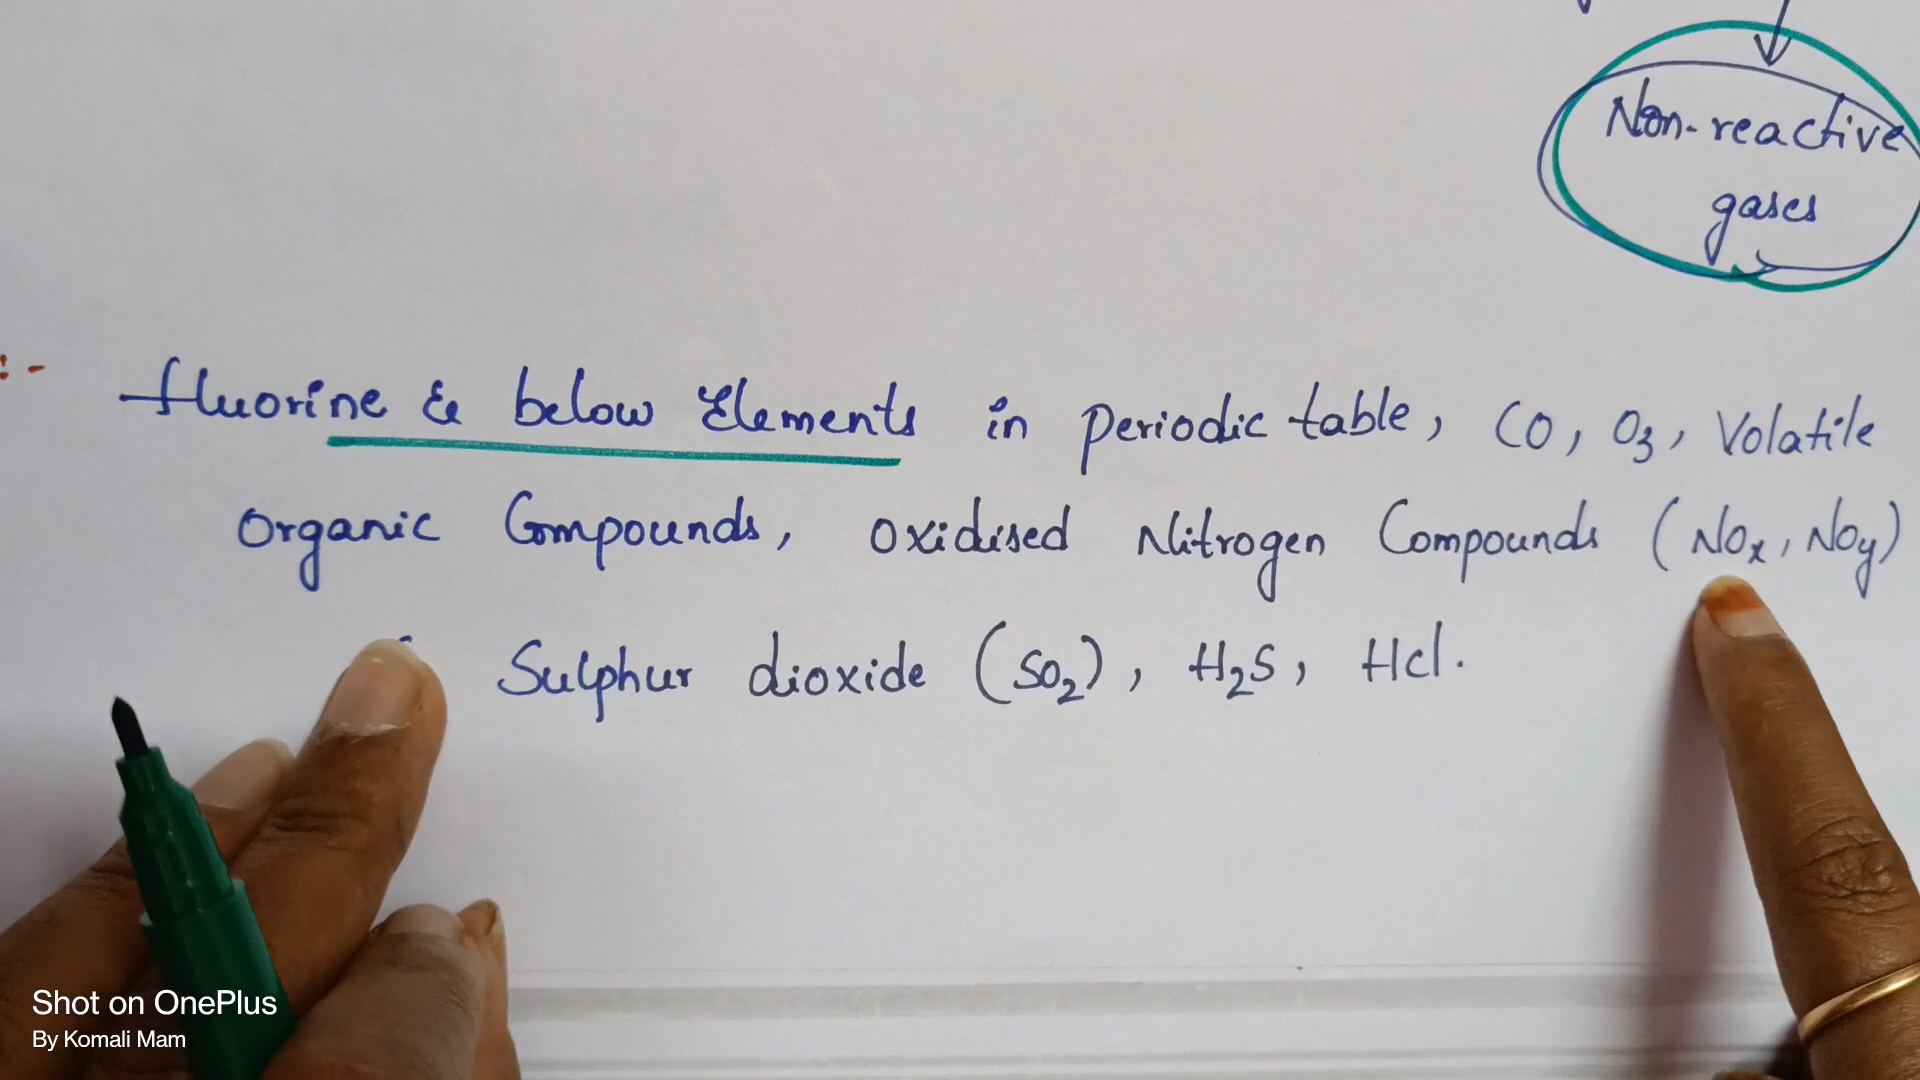 Non-reactive
gases
:-
fluorine & below Elements in periodic table, CO, O3, Volatile
Organic Compounds, Oxidised Nitrogen Compounds (NOx, NOy)
Sulphur dioxide (SO2), H2S, Hcl.
Shot on OnePlus
By Komali Mam